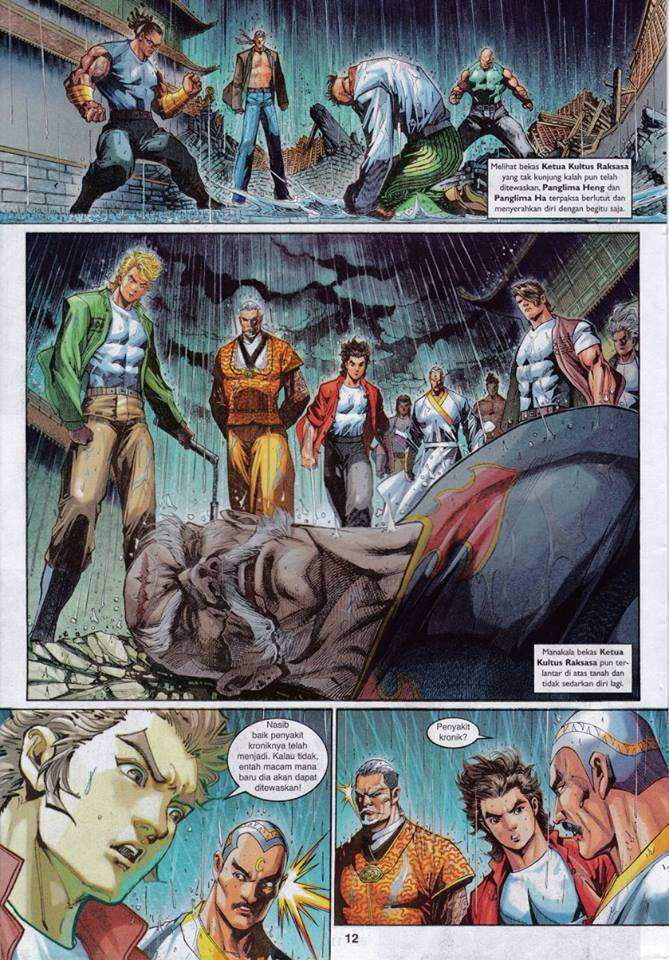 Melihat bekas Ketua Kultus Raksasa
yang tak kunjung kalah pun telah
ditewaskan, Panglima Heng dan
Panglima Ha terpaksa berlutut dan
menyerahkan diri dengan begitu saja.
Manakala bekas Ketua
Kultus Raksasa pun ter-
lantar di atas tanah dan
tidak sedarkan diri lagi.
Nasib
baik penyakit
kroniknya telah
menjadi. Kalau tidak,
entah macam mana
baru dia akan dapat
ditewaskan!
Penyakit
kronik?
12